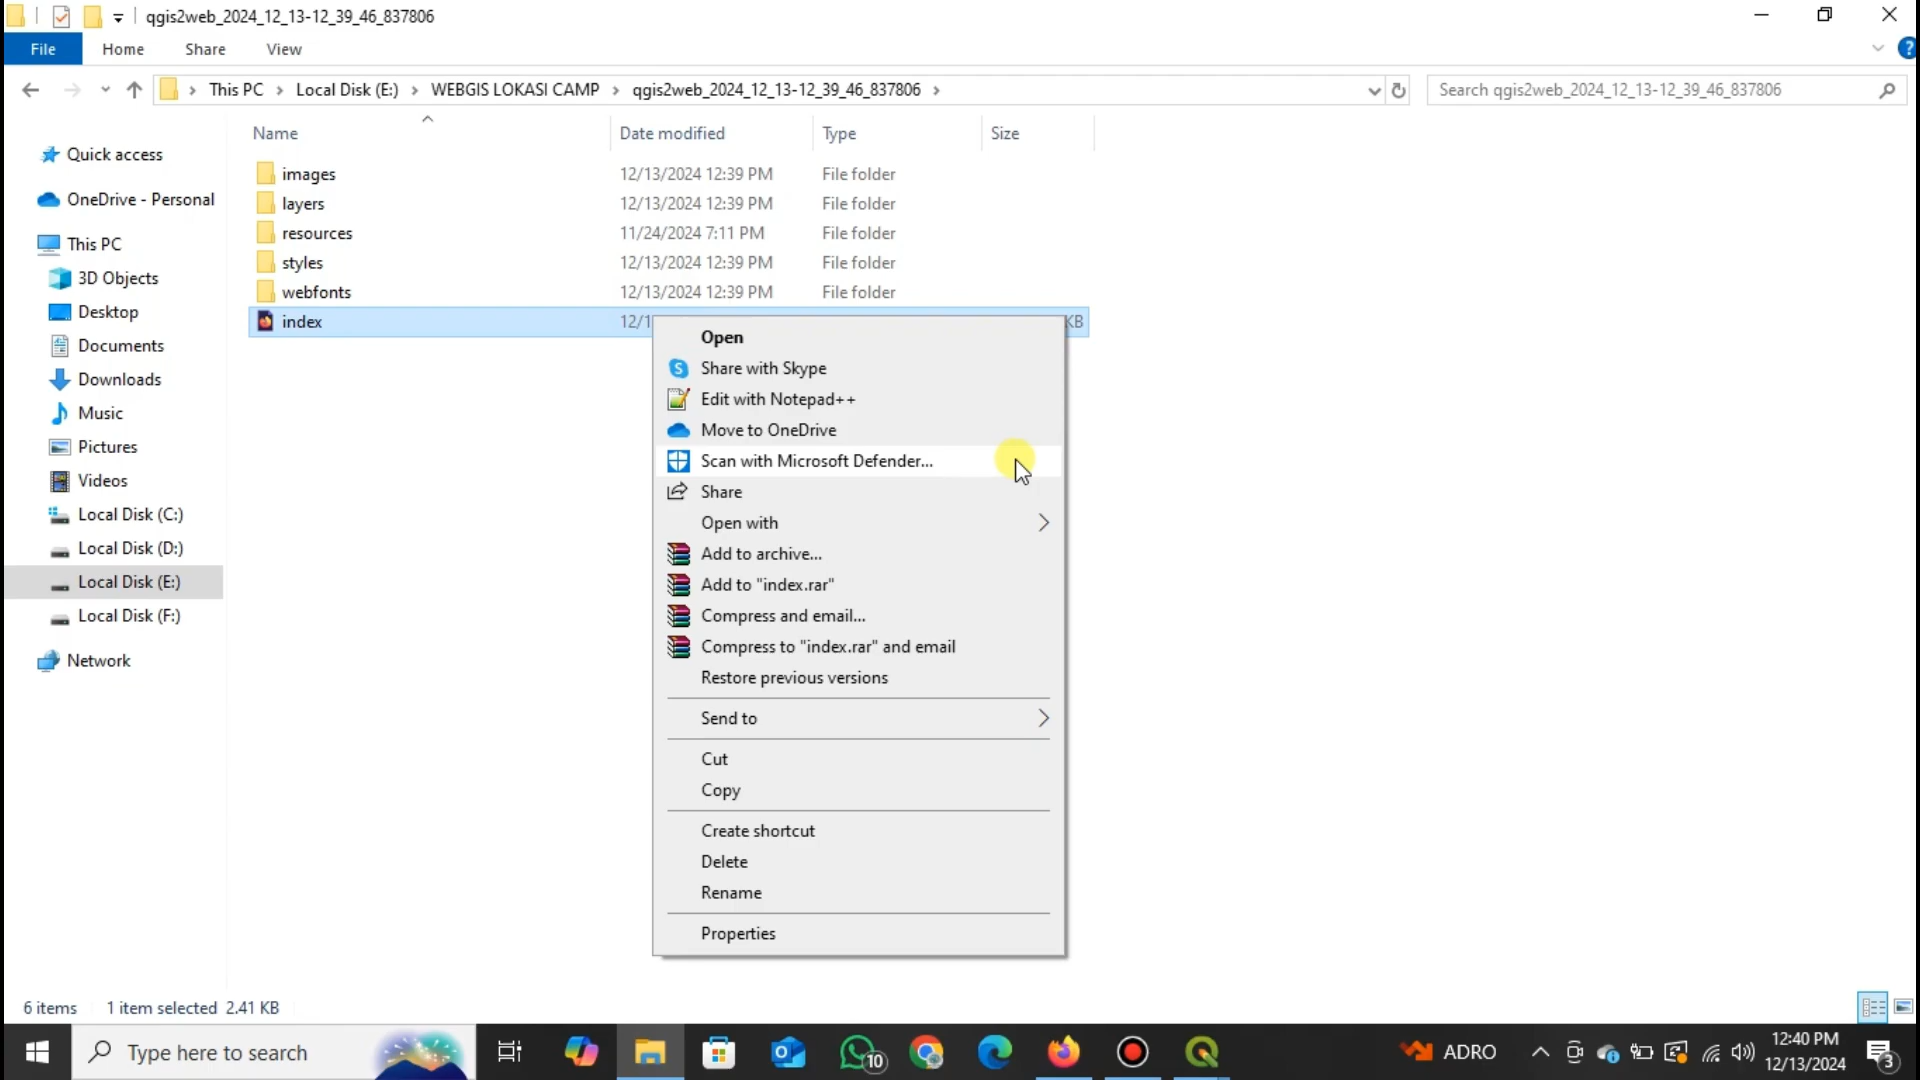 qgis2web_2024_12_13-12_39_46_837806
File Home Share View
This PC Local Disk (E:) WEBGIS LOKASI CAMP qgis2web_2024_12_13-12_39_46_837806
Search qgis2web_2024_12_13-12_39_46_837806
Name Date modified Type Size
images 12/13/2024 12:39 PM File folder
layers 12/13/2024 12:39 PM File folder
resources 11/24/2024 7:11 PM File folder
styles 12/13/2024 12:39 PM File folder
webfonts 12/13/2024 12:39 PM File folder
index 12/1 KB
Quick access
OneDrive - Personal
This PC
3D Objects
Desktop
Documents
Downloads
Music
Pictures
Videos
Local Disk (C:)
Local Disk (D:)
Local Disk (E:)
Local Disk (F:)
Network
Open
Share with Skype
Edit with Notepad++
Move to OneDrive
Scan with Microsoft Defender...
Share
Open with
Add to archive...
Add to "index.rar"
Compress and email...
Compress to "index.rar" and email
Restore previous versions
Send to
Cut
Copy
Create shortcut
Delete
Rename
Properties
6 items 1 item selected 2.41 KB
Type here to search
10
ADRO
12:40 PM
12/13/2024
3